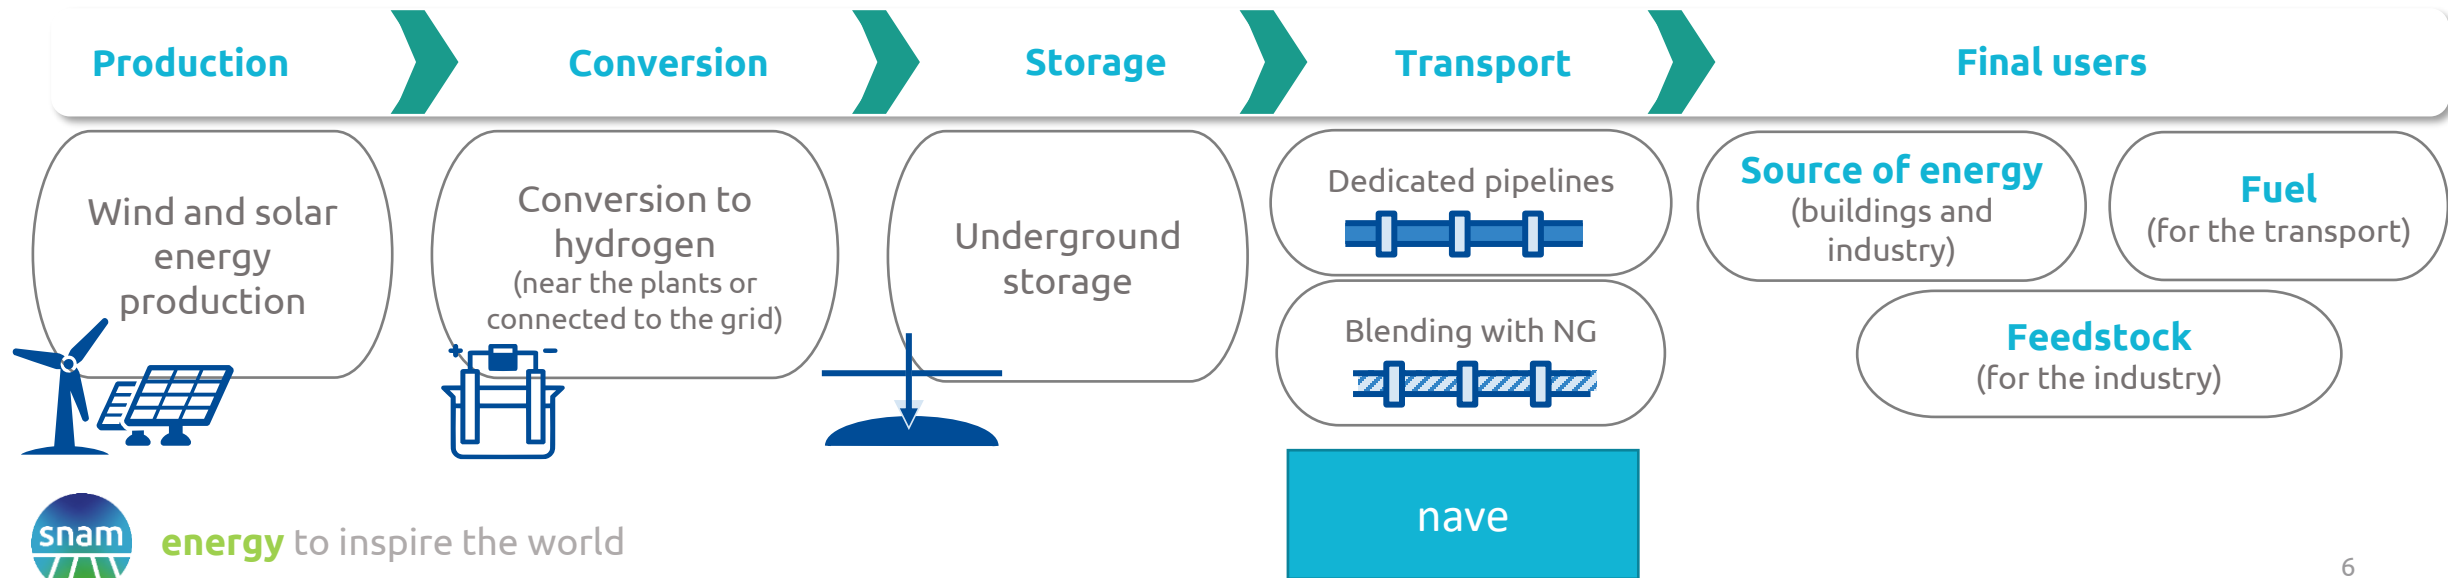 Production
Conversion
Storage
Transport
Final users
Wind and solar
energy
production
Conversion to
hydrogen
(near the plants or
connected to the grid)
+ −
Underground
storage
Dedicated pipelines
Blending with NG
nave
Source of energy
(buildings and
industry)
Fuel
(for the transport)
Feedstock
(for the industry)
snam
energy to inspire the world
6